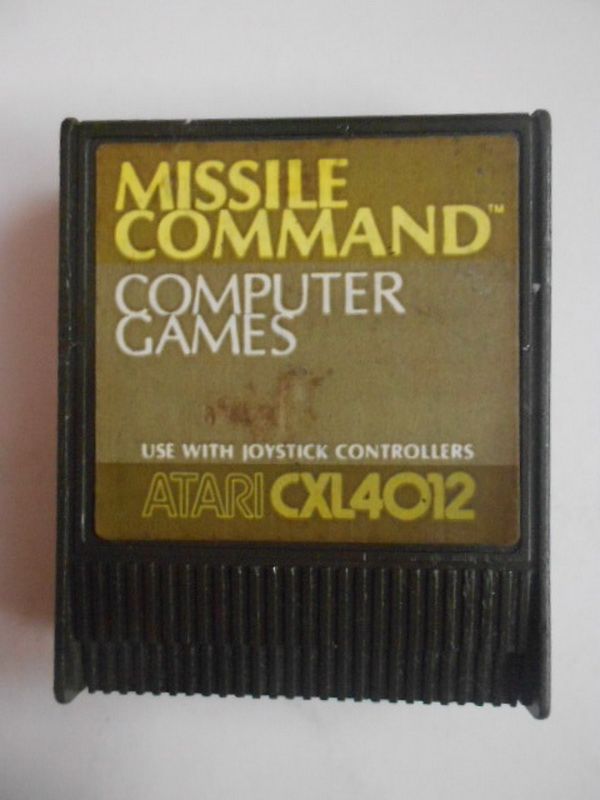 MISSILE
COMMAND™
COMPUTER
GAMES
USE WITH JOYSTICK CONTROLLERS
ATARI CXL4012